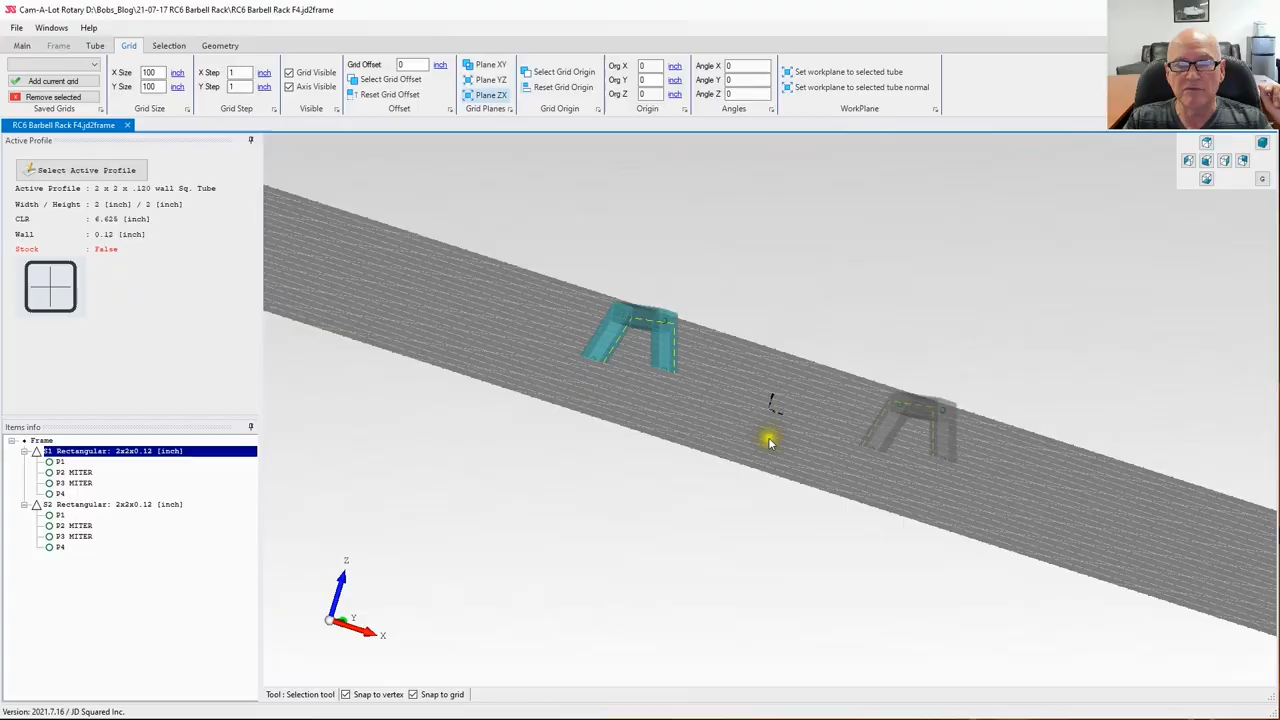 Cam-A-Lot Rotary D:\Bobs_Blog\21-07-17 RC6 Barbell Rack\RC6 Barbell Rack F4.jd2frame
File Windows Help
Main Frame Tube Grid Selection Geometry
Add current grid
Remove selected
Saved Grids
X Size 100 inch
Y Size 100 inch
Grid Size
X Step 1 inch
Y Step 1 inch
Grid Step
Grid Visible
Axis Visible
Visible
Grid Offset 0 inch
Select Grid Offset
Reset Grid Offset
Offset
Plane XY
Plane YZ
Plane ZX
Grid Planes
Select Grid Origin
Reset Grid Origin
Grid Origin
Org X 0 inch
Org Y 0 inch
Org Z 0 inch
Origin
Angle X 0
Angle Y 0
Angle Z 0
Angles
Set workplane to selected tube
Set workplane to selected tube normal
WorkPlane
RC6 Barbell Rack F4.jd2frame
Active Profile
Select Active Profile
Active Profile : 2 x 2 x .120 wall Sq. Tube
Width / Height : 2 [inch] / 2 [inch]
CLR : 6.625 [inch]
Wall : 0.12 [inch]
Stock : False
Items info
Frame
S1 Rectangular: 2x2x0.12 [inch]
P1
P2 MITER
P3 MITER
P4
S2 Rectangular: 2x2x0.12 [inch]
P1
P2 MITER
P3 MITER
P4
G
Z
Y
X
Tool : Selection tool Snap to vertex Snap to grid
Version: 2021.7.16 / JD Squared Inc.